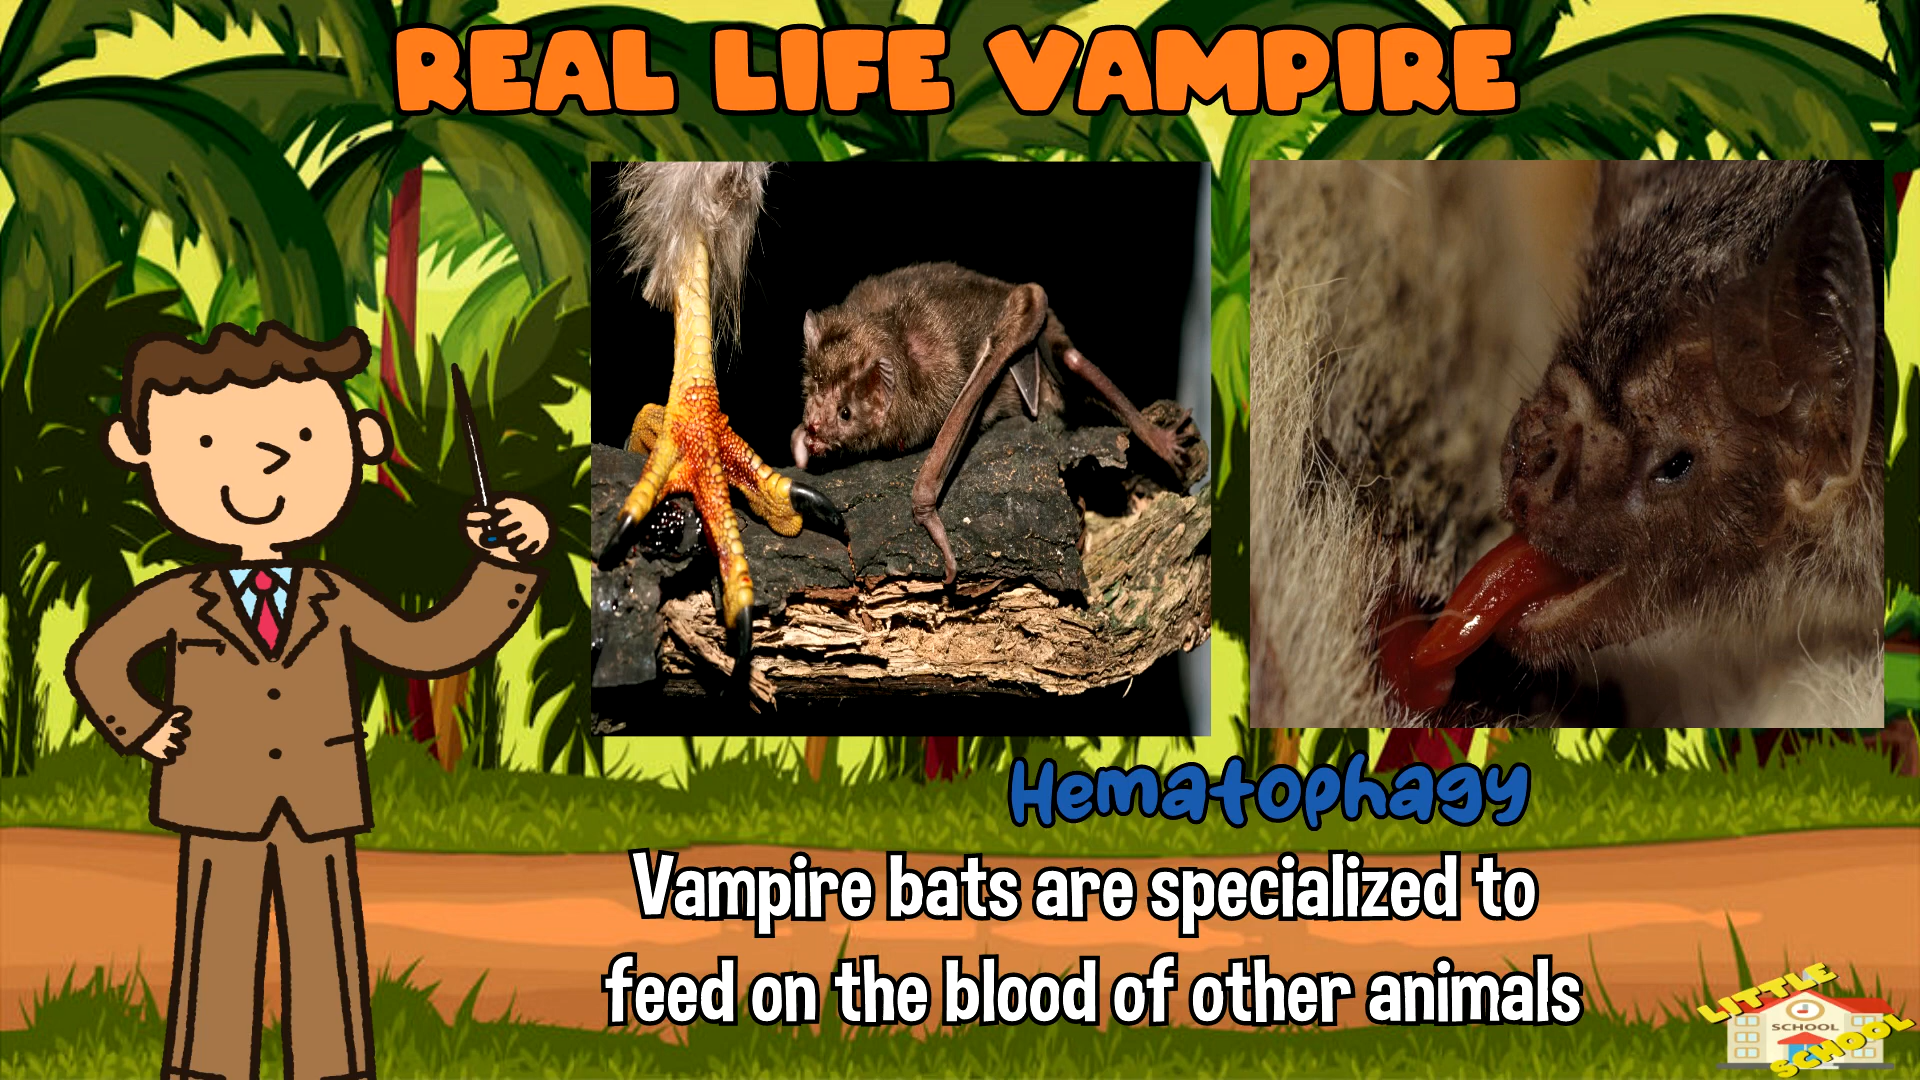 REAL LIFE VAMPIRE
Hematophagy
Vampire bats are specialized to
feed on the blood of other animals
LITTLE
SCHOOL
SCHOOL